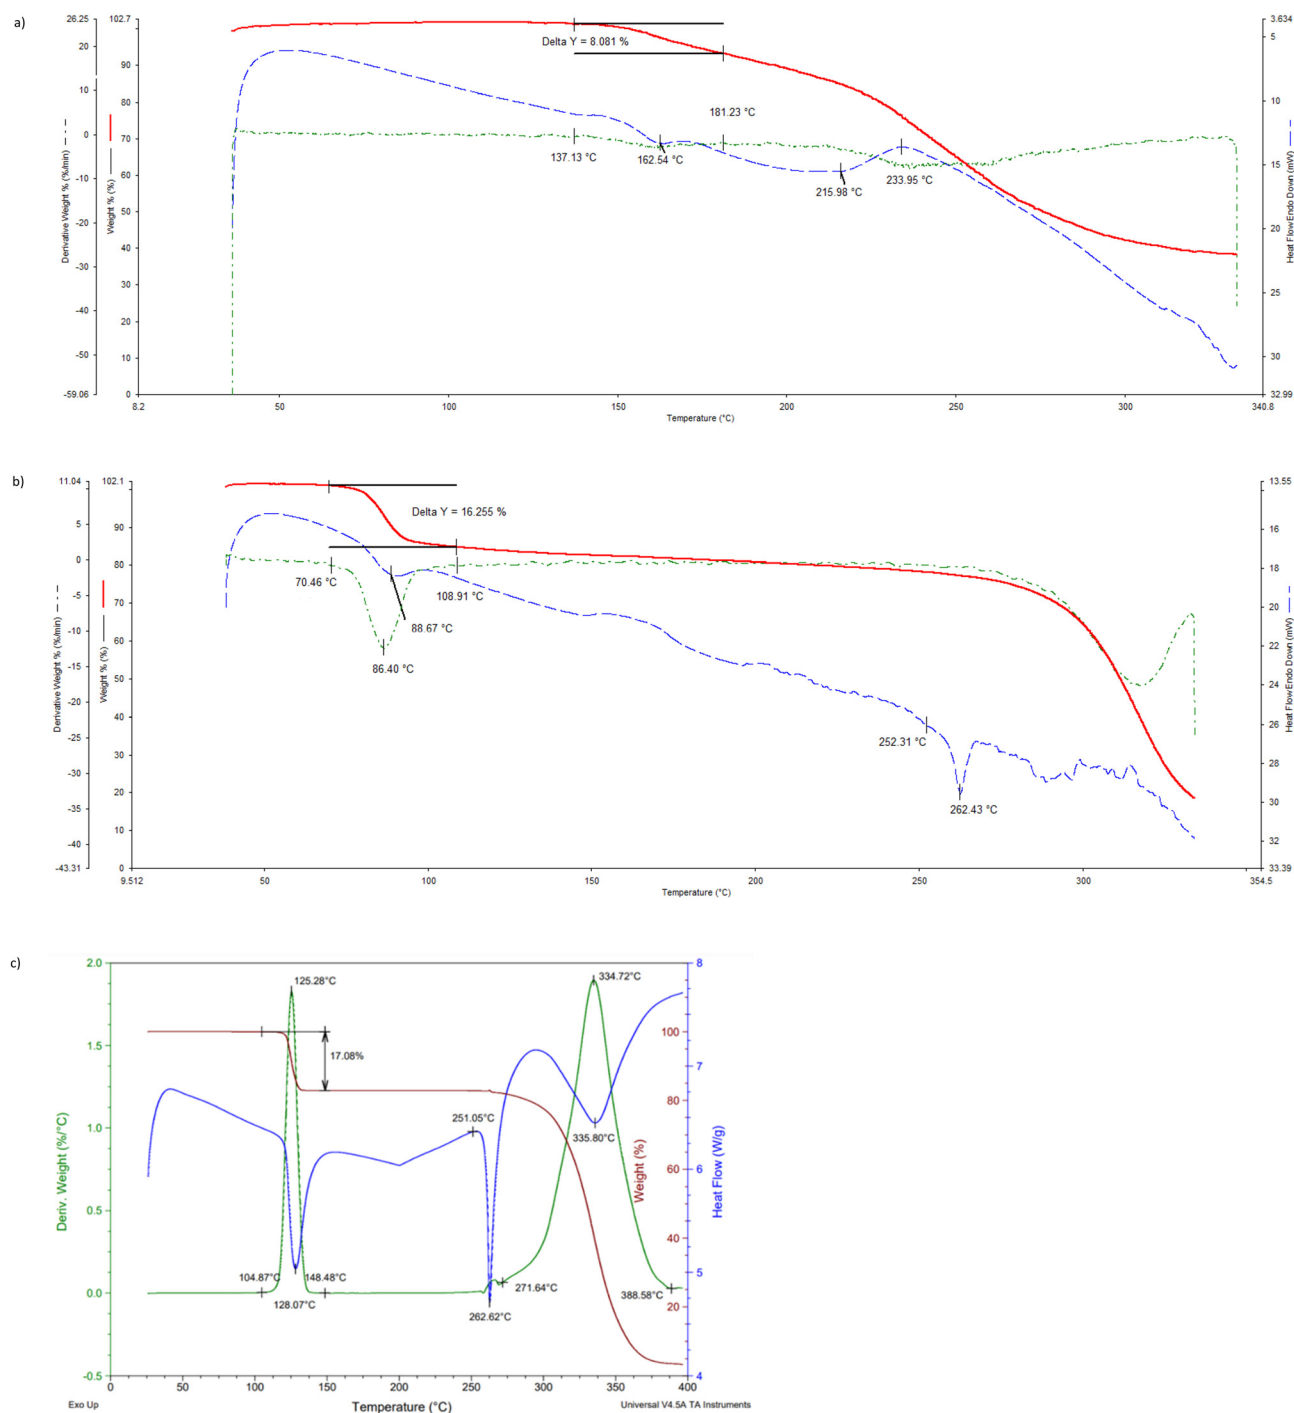 a)
26.25
20
10
0
-10
-20
-30
-40
-50
-59.06
Derivative Weight % (%/min)
102.7
90
80
70
60
50
40
30
20
10
0
Weight % (%)
Delta Y = 8.081 %
181.23 °C
137.13 °C
162.54 °C
215.98 °C
233.95 °C
3.634
5
10
15
20
25
30
32.99
Heat Flow Endo Down (mW)
8.2
50
100
150
200
250
300
340.8
Temperature (°C)
b)
11.04
5
0
-5
-10
-15
-20
-25
-30
-35
-40
-43.31
Derivative Weight % (%/min)
102.1
90
80
70
60
50
40
30
20
10
0
Weight % (%)
Delta Y = 16.255 %
70.46 °C
108.91 °C
88.67 °C
86.40 °C
252.31 °C
262.43 °C
13.55
16
18
20
22
24
26
28
30
32
33.39
Heat Flow Endo Down (mW)
9.512
50
100
150
200
250
300
354.5
Temperature (°C)
c)
2.0
1.5
1.0
0.5
0.0
-0.5
Deriv. Weight (%/°C)
125.28°C
334.72°C
17.08%
251.05°C
335.80°C
104.87°C
148.48°C
128.07°C
271.64°C
262.62°C
388.58°C
100
80
60
40
20
Weight (%)
8
7
6
5
4
Heat Flow (W/g)
0
50
100
150
200
250
300
350
400
Exo Up
Temperature (°C)
Universal V4.5A TA Instruments